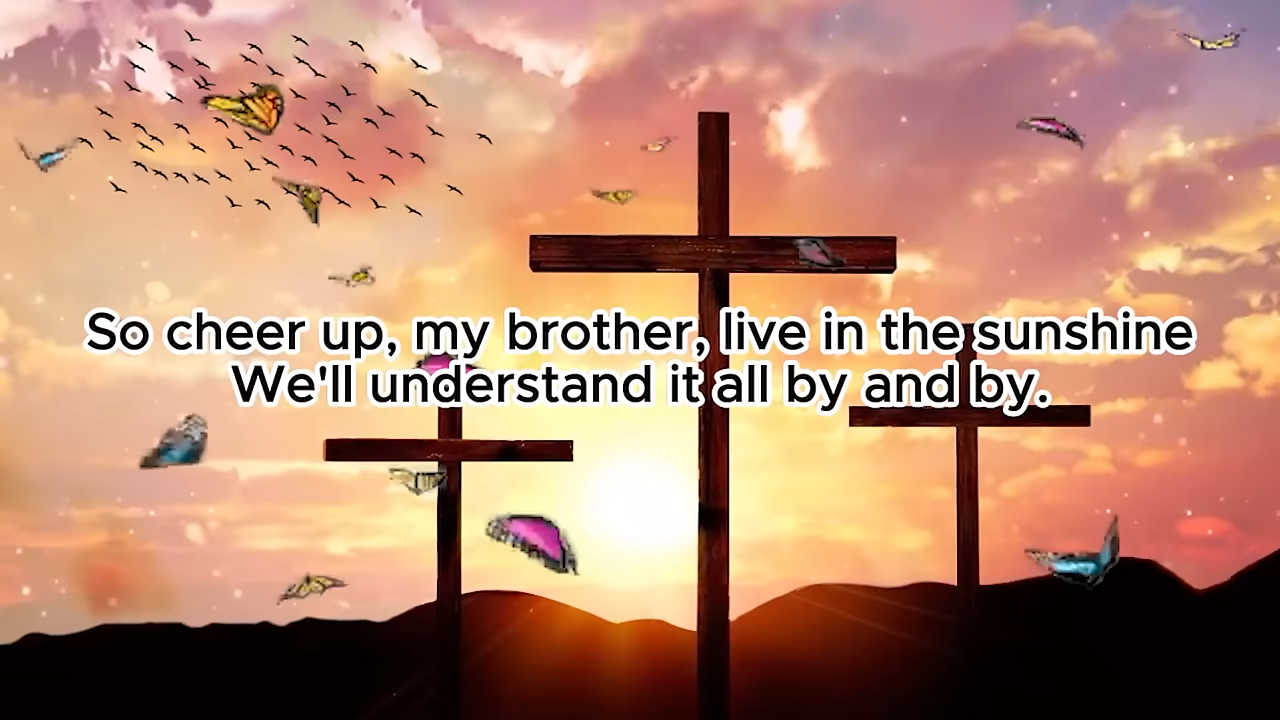 So cheer up, my brother, live in the sunshine
We'll understand it all by and by.